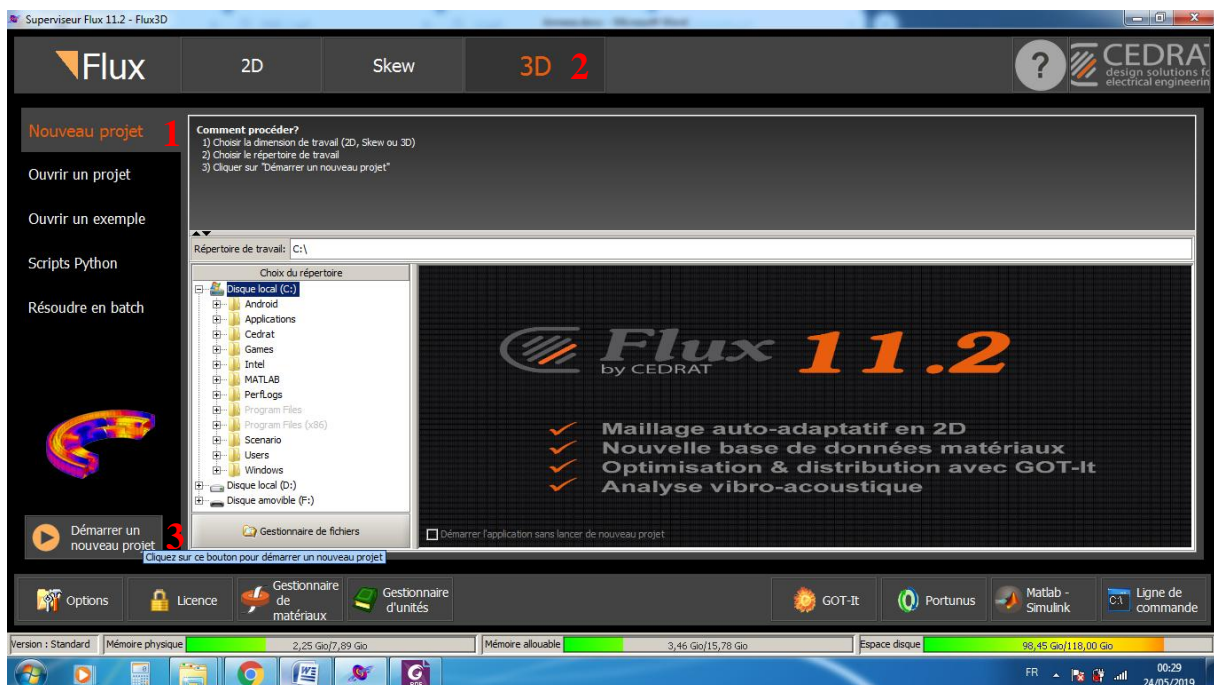 Superviseur Flux 11.2 - Flux3D
Flux
2D
Skew
3D 2
?
CEDRAT
design solutions fo
electrical engineerin
Nouveau projet 1
Ouvrir un projet
Ouvrir un exemple
Scripts Python
Résoudre en batch
Comment procéder?
1) Choisir la dimension de travail (2D, Skew ou 3D)
2) Choisir le répertoire de travail
3) Cliquer sur "Démarrer un nouveau projet"
Répertoire de travail: C:\
Choix du répertoire
Disque local (C:)
Android
Applications
Cedrat
Games
Intel
MATLAB
PerfLogs
Program Files
Program Files (x86)
Scenario
Users
Windows
Disque local (D:)
Disque amovible (F:)
Gestionnaire de fichiers
Flux 11.2
by CEDRAT
Maillage auto-adaptatif en 2D
Nouvelle base de données matériaux
Optimisation & distribution avec GOT-It
Analyse vibro-acoustique
Démarrer l'application sans lancer de nouveau projet
Démarrer un
nouveau projet 3
Cliquez sur ce bouton pour démarrer un nouveau projet
Options
Licence
Gestionnaire
de
matériaux
Gestionnaire
d'unités
GOT-It
Portunus
Matlab -
Simulink
C:\
Ligne de
commande
Version : Standard
Mémoire physique
2,25 Gio/7,89 Gio
Mémoire allouable
3,46 Gio/15,78 Gio
Espace disque
98,45 Gio/118,00 Gio
FR
00:29
24/05/2019